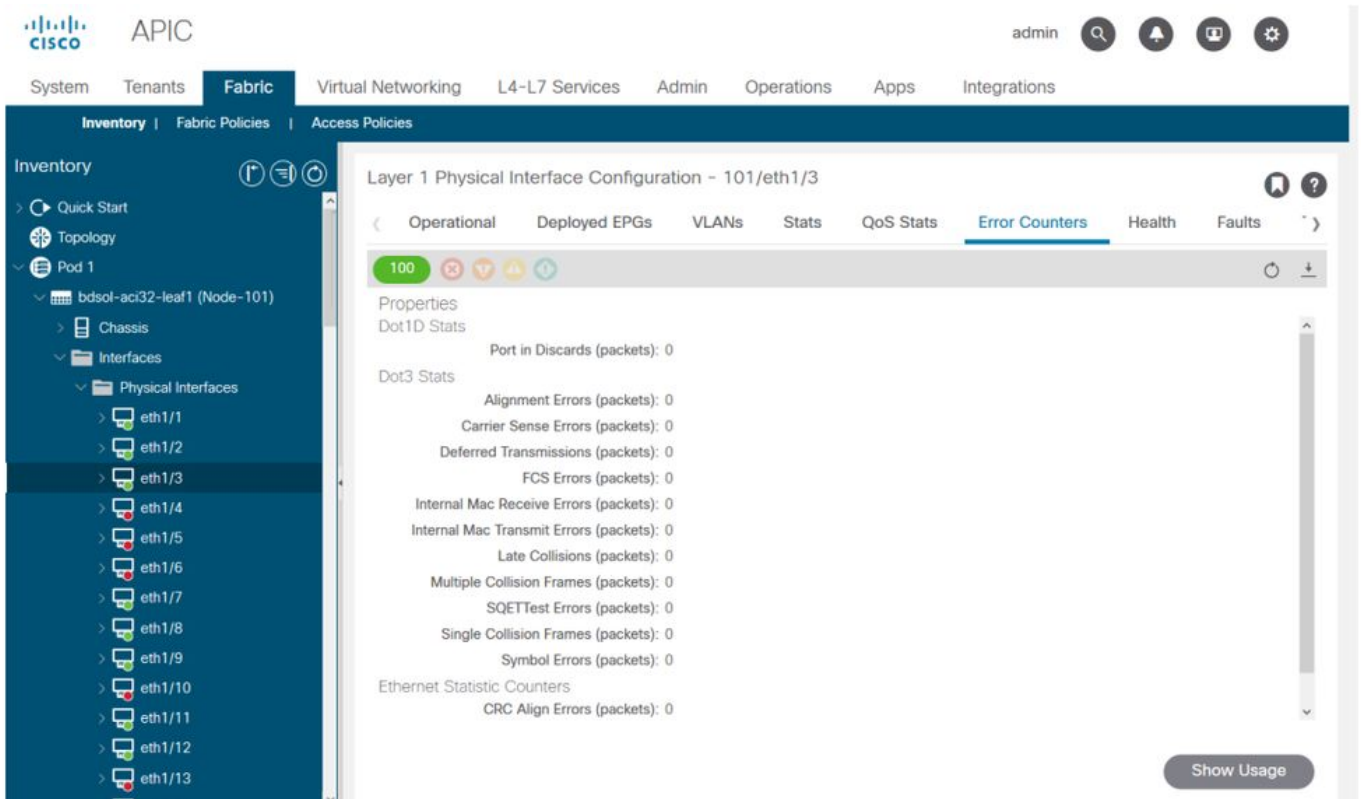 CISCO
APIC
admin
System Tenants Fabric Virtual Networking L4-L7 Services Admin Operations Apps Integrations
Inventory | Fabric Policies | Access Policies
Inventory
Quick Start
Topology
Pod 1
bdsol-aci32-leaf1 (Node-101)
Chassis
Interfaces
Physical Interfaces
eth1/1
eth1/2
eth1/3
eth1/4
eth1/5
eth1/6
eth1/7
eth1/8
eth1/9
eth1/10
eth1/11
eth1/12
eth1/13
Layer 1 Physical Interface Configuration - 101/eth1/3
Operational Deployed EPGs VLANs Stats QoS Stats Error Counters Health Faults
100
Properties
Dot1D Stats
Port in Discards (packets): 0
Dot3 Stats
Alignment Errors (packets): 0
Carrier Sense Errors (packets): 0
Deferred Transmissions (packets): 0
FCS Errors (packets): 0
Internal Mac Receive Errors (packets): 0
Internal Mac Transmit Errors (packets): 0
Late Collisions (packets): 0
Multiple Collision Frames (packets): 0
SQETTest Errors (packets): 0
Single Collision Frames (packets): 0
Symbol Errors (packets): 0
Ethernet Statistic Counters
CRC Align Errors (packets): 0
Show Usage